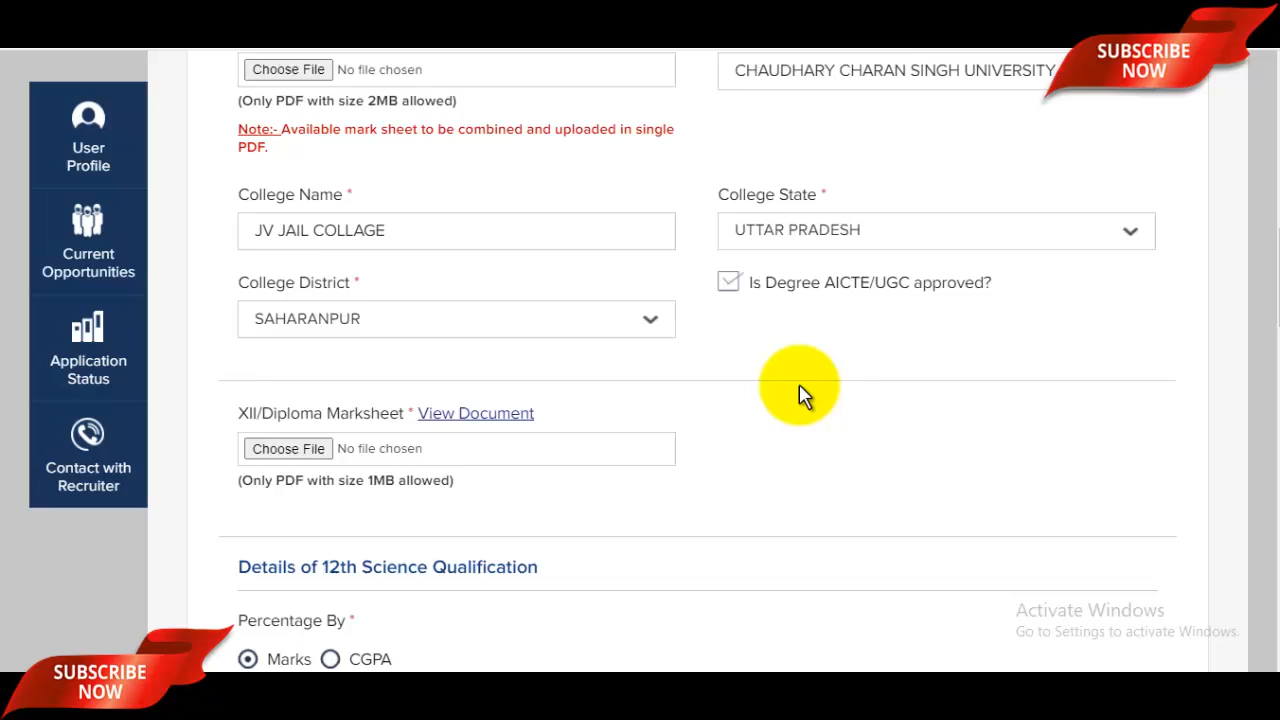 SUBSCRIBE
NOW
Choose File No file chosen
CHAUDHARY CHARAN SINGH UNIVERSITY
(Only PDF with size 2MB allowed)
Note:- Available mark sheet to be combined and uploaded in single
PDF.
User
Profile
College Name *
College State *
JV JAIL COLLAGE
UTTAR PRADESH
Current
Opportunities
College District *
Is Degree AICTE/UGC approved?
SAHARANPUR
Application
Status
XII/Diploma Marksheet * View Document
Choose File No file chosen
Contact with
Recruiter
(Only PDF with size 1MB allowed)
Details of 12th Science Qualification
Percentage By *
Marks CGPA
Activate Windows
Go to Settings to activate Windows.
SUBSCRIBE
NOW